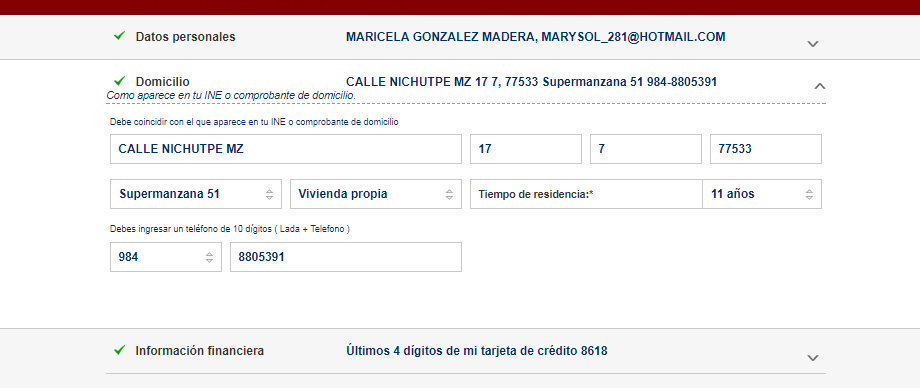 Datos personales MARICELA GONZALEZ MADERA, MARYSOL_281@HOTMAIL.COM
Domicilio CALLE NICHUTPE MZ 17 7, 77533 Supermanzana 51 984-8805391
Como aparece en tu INE o comprobante de domicilio.
Debe coincidir con el que aparece en tu INE o comprobante de domicilio
CALLE NICHUTPE MZ 17 7 77533
Supermanzana 51 Vivienda propia Tiempo de residencia:* 11 años
Debes ingresar un teléfono de 10 dígitos ( Lada + Telefono )
984 8805391
Información financiera Últimos 4 dígitos de mi tarjeta de crédito 8618